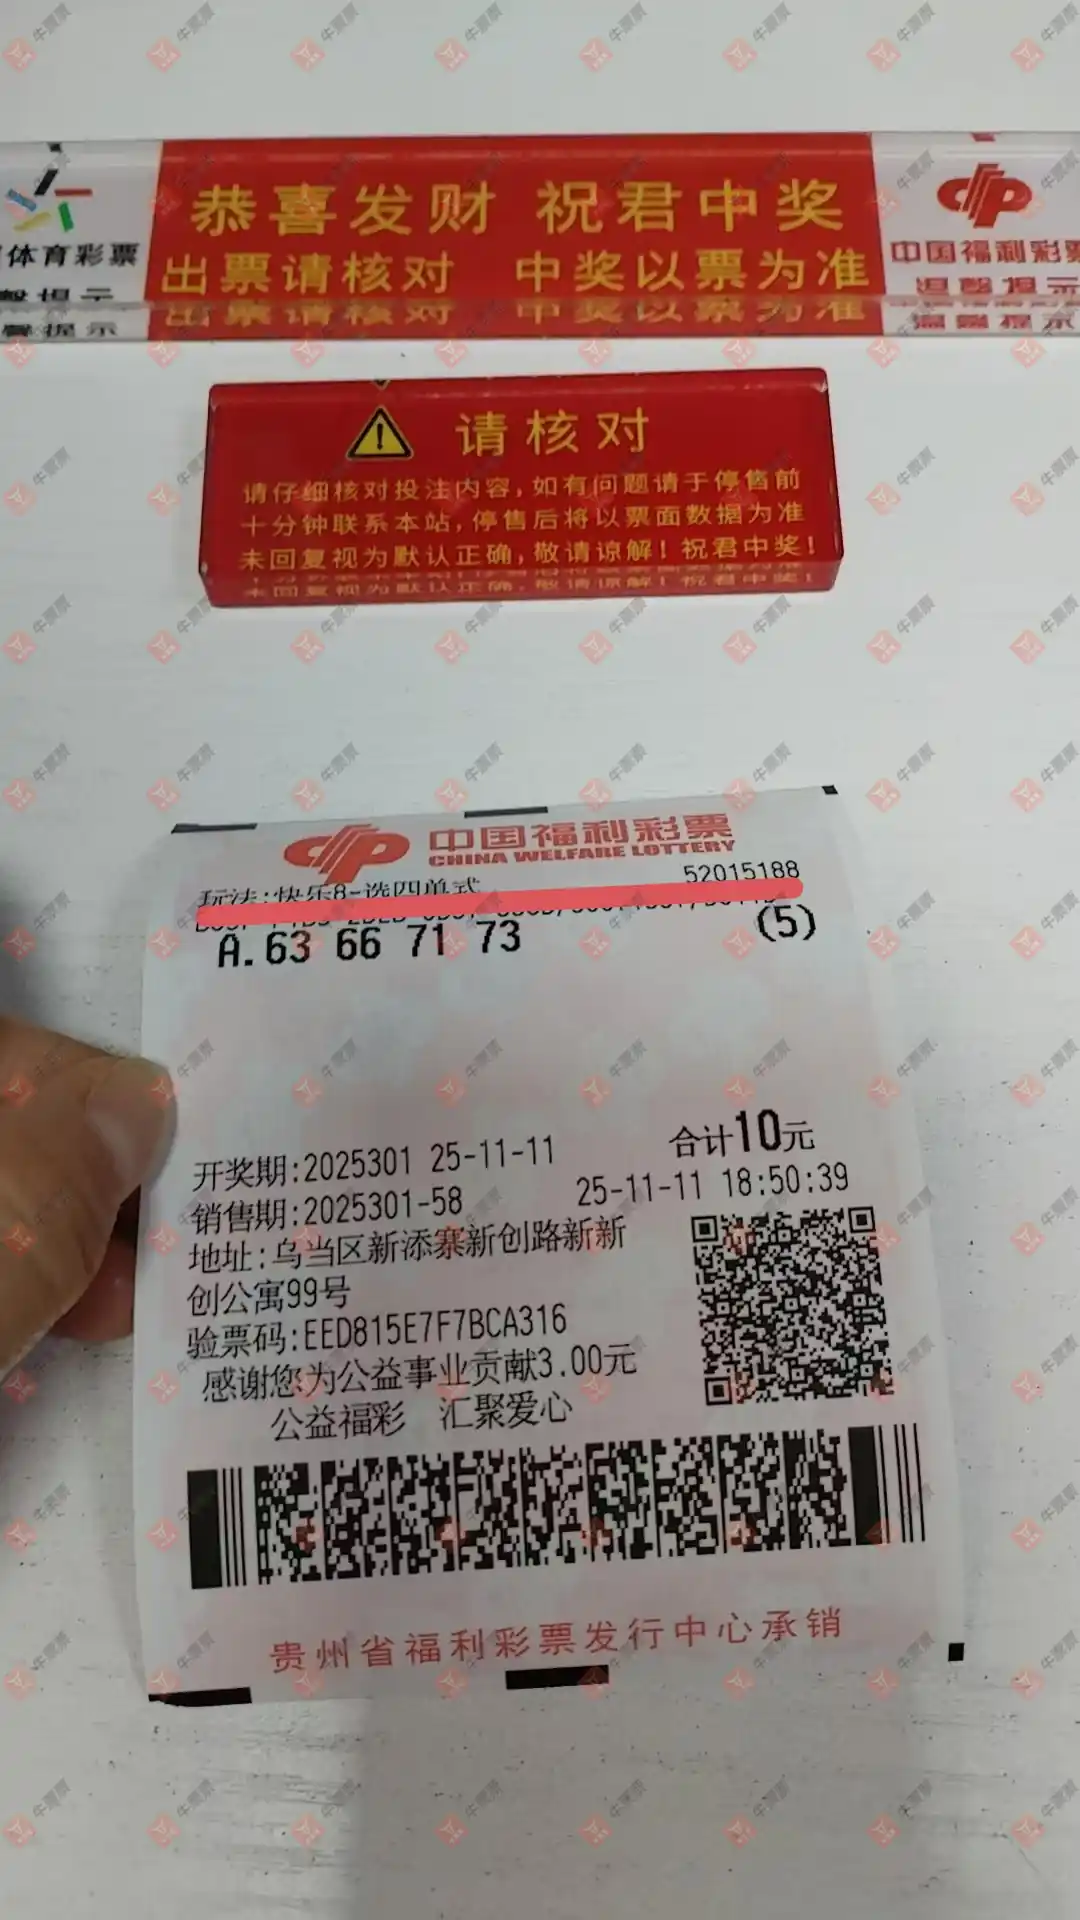 恭喜发财 祝君中奖
出票请核对 中奖以票为准
体育彩票
中国福利彩
温馨提示
请核对
请仔细核对投注内容,如有问题请于停售前
十分钟联系本站,停售后将以票面数据为准
未回复视为默认正确,敬请谅解!祝君中奖!
中国福利彩票
CHINA WELFARE LOTTERY
玩法:快乐8-选四单式 52015188
A.63 66 71 73 (5)
合计10元
开奖期:2025301 25-11-11
销售期:2025301-58 25-11-11 18:50:39
地址:乌当区新添寨新创路新新
创公寓99号
验票码:EED815E7F7BCA316
感谢您为公益事业贡献3.00元
公益福彩 汇聚爱心
贵州省福利彩票发行中心承销
牛票票